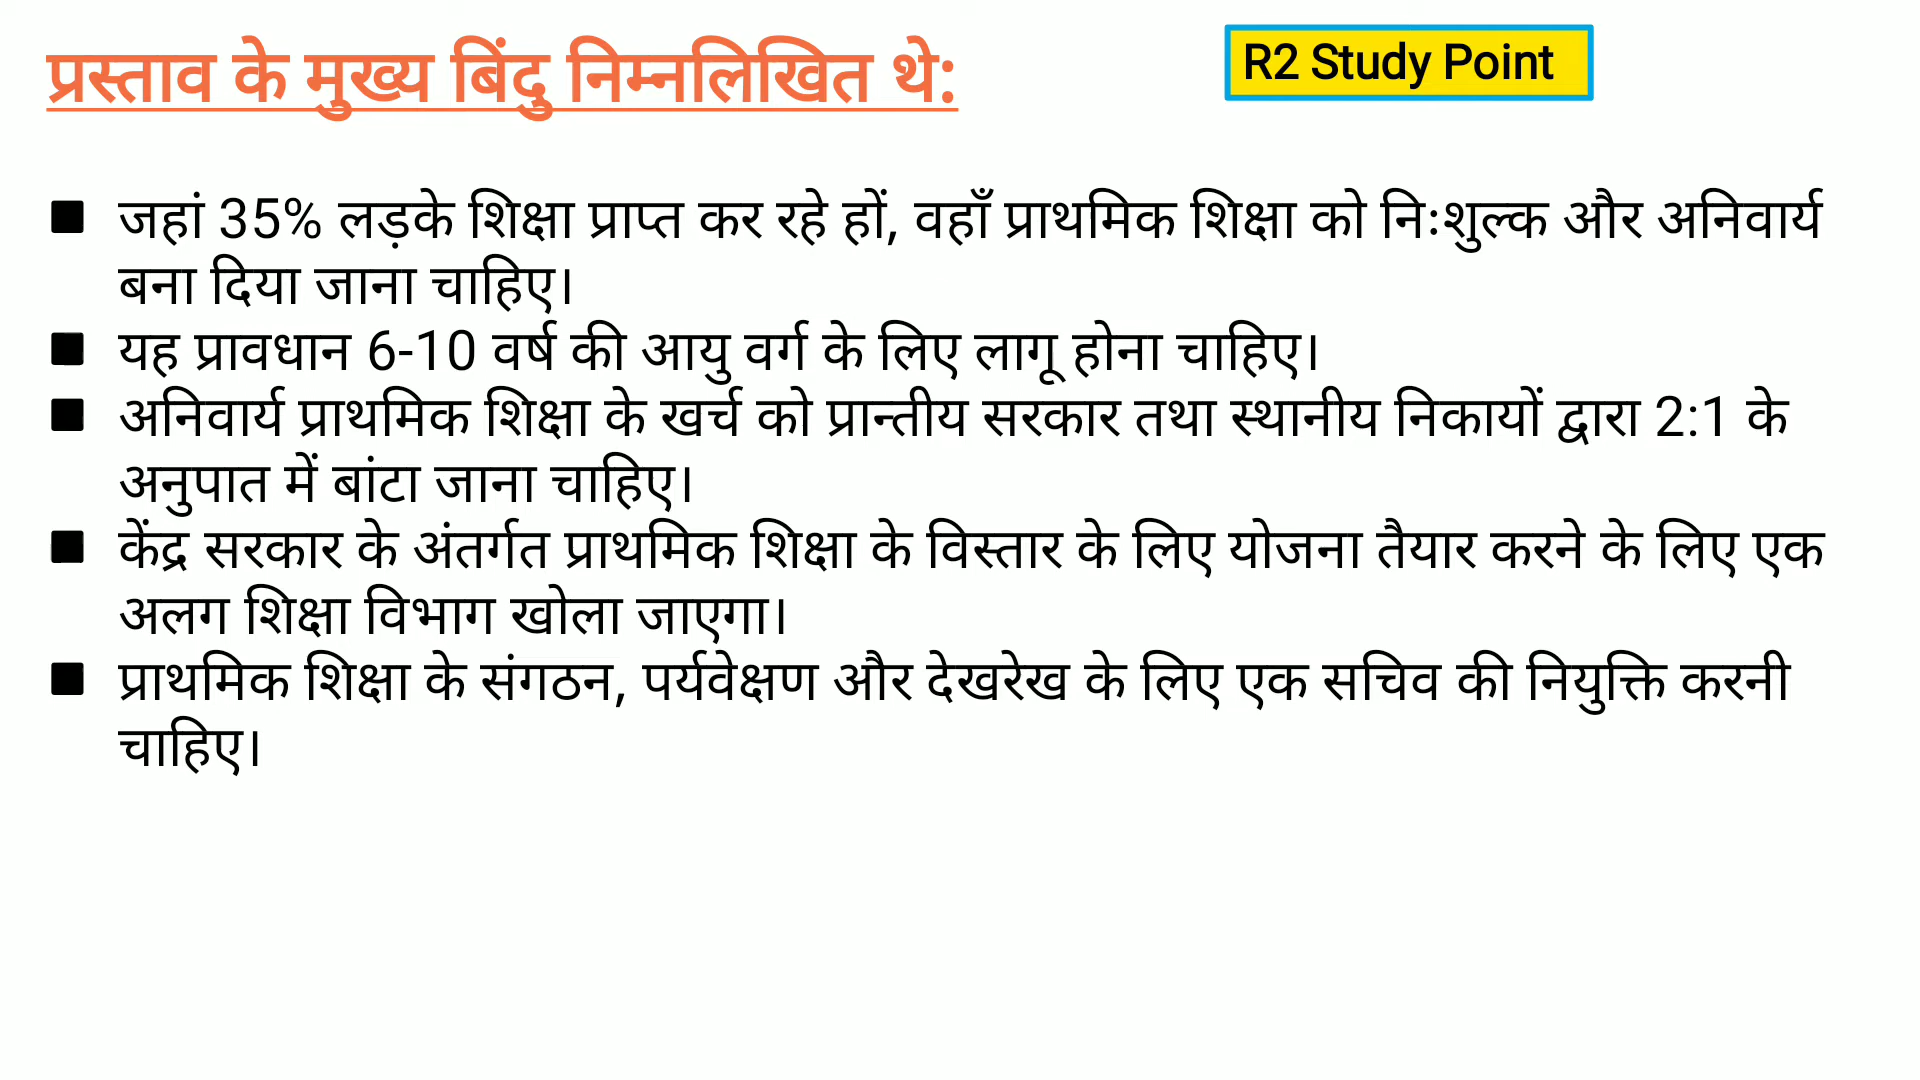 प्रस्ताव के मुख्य बिंदु निम्नलिखित थे:
R2 Study Point
जहां 35% लड़के शिक्षा प्राप्त कर रहे हों, वहाँ प्राथमिक शिक्षा को निःशुल्क और अनिवार्य
बना दिया जाना चाहिए।
यह प्रावधान 6-10 वर्ष की आयु वर्ग के लिए लागू होना चाहिए।
अनिवार्य प्राथमिक शिक्षा के खर्च को प्रान्तीय सरकार तथा स्थानीय निकायों द्वारा 2:1 के
अनुपात में बांटा जाना चाहिए।
केंद्र सरकार के अंतर्गत प्राथमिक शिक्षा के विस्तार के लिए योजना तैयार करने के लिए एक
अलग शिक्षा विभाग खोला जाएगा।
प्राथमिक शिक्षा के संगठन, पर्यवेक्षण और देखरेख के लिए एक सचिव की नियुक्ति करनी
चाहिए।